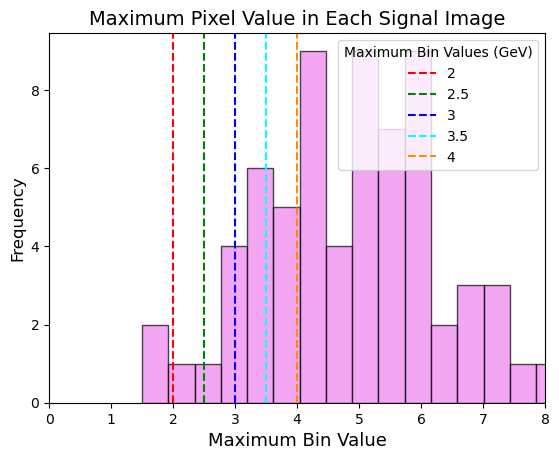 Maximum Pixel Value in Each Signal Image
Frequency
8
6
4
2
0
Maximum Bin Values (GeV)
2
2.5
3
3.5
4
0 1 2 3 4 5 6 7 8
Maximum Bin Value